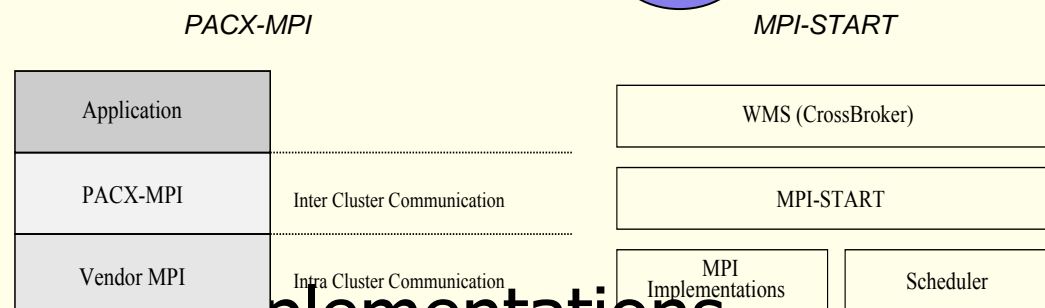 PACX-MPI
MPI-START
Application
PACX-MPI
Inter Cluster Communication
Vendor MPI
Intra Cluster Communication
WMS (CrossBroker)
MPI-START
MPI
Implementations
Scheduler
plementations